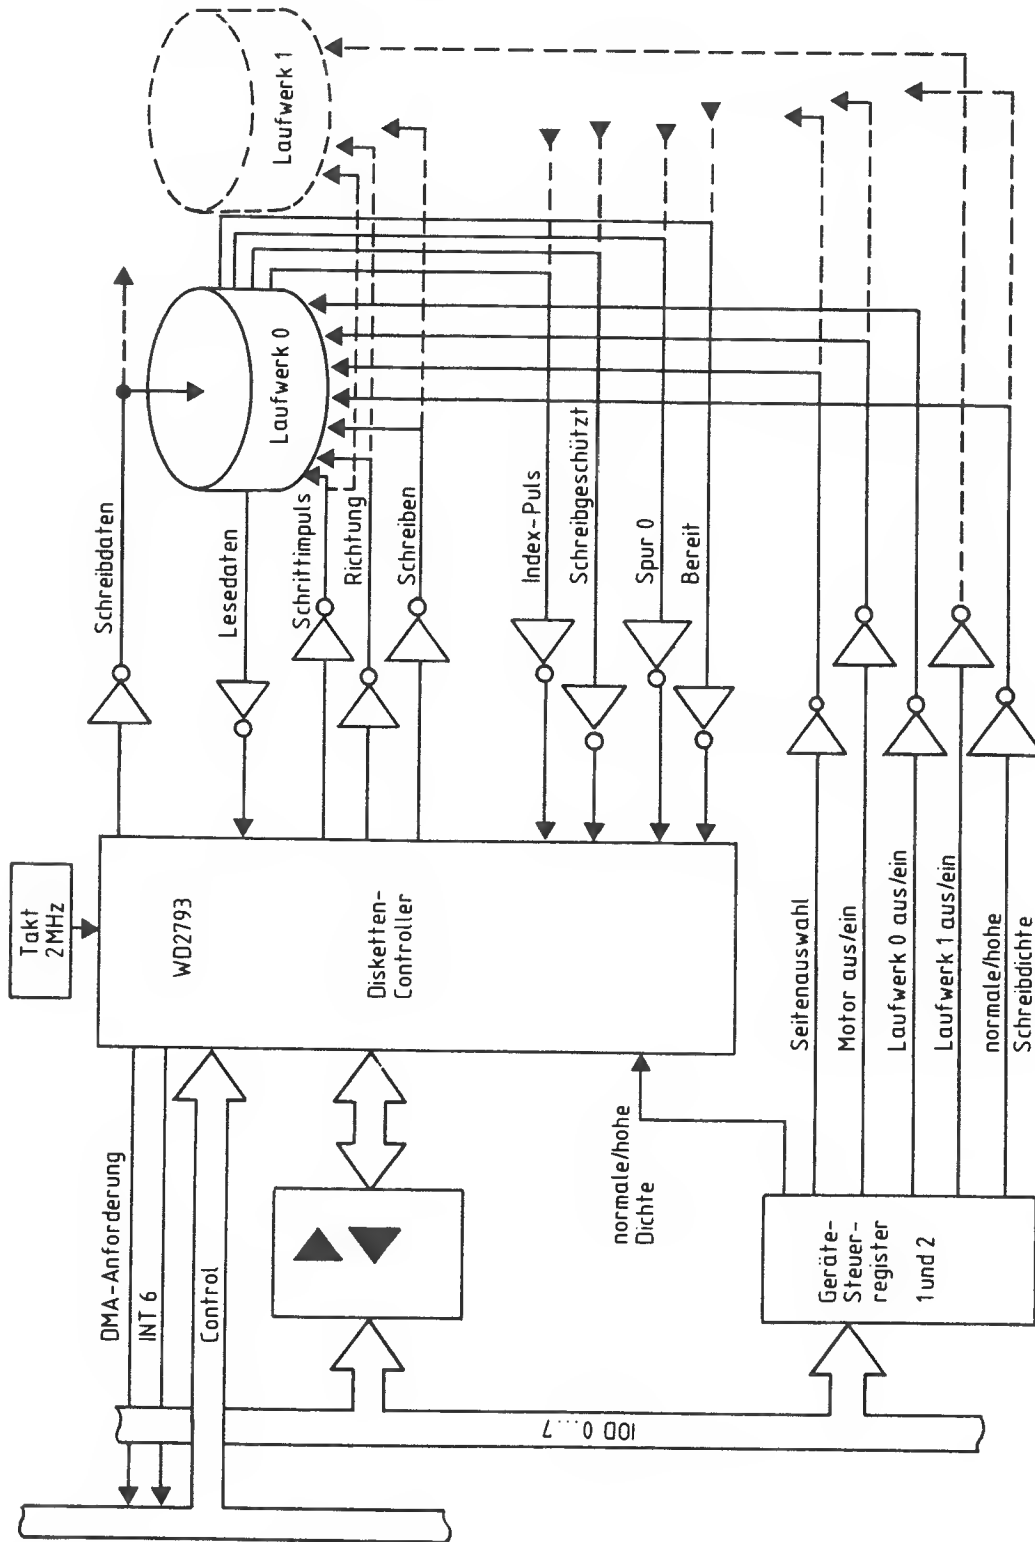 Takt
2MHz
WD2793
Disketten-
Controller
Schreibdaten
Lesedaten
Schrittimpuls
Richtung
Schreiben
Index-Puls
Schreibgeschützt
Spur 0
Bereit
Laufwerk 0
Laufwerk 1
DMA-Anforderung
INT 6
Control
normale/hohe
Dichte
IOD 0...7
Geräte-
Steuer-
register
1und 2
Seitenauswahl
Motor aus/ein
Laufwerk 0 aus/ein
Laufwerk 1 aus/ein
normale/hohe
Schreibdichte